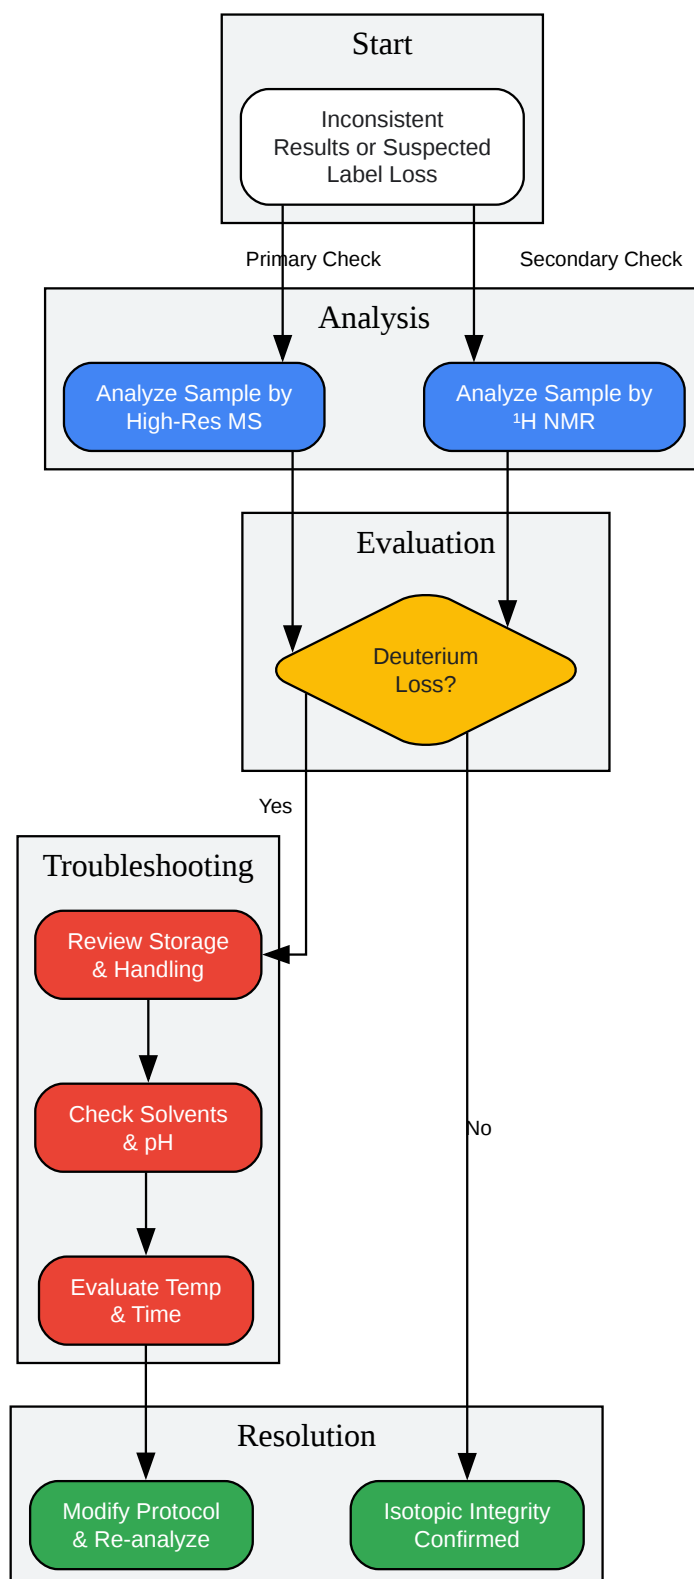 Start
Inconsistent
Results or Suspected
Label Loss
Primary Check
Secondary Check
Analysis
Analyze Sample by
High-Res MS
Analyze Sample by
¹H NMR
Evaluation
Deuterium
Loss?
Yes
Troubleshooting
Review Storage
& Handling
Check Solvents
& pH
No
Evaluate Temp
& Time
Resolution
Modify Protocol
& Re-analyze
Isotopic Integrity
Confirmed